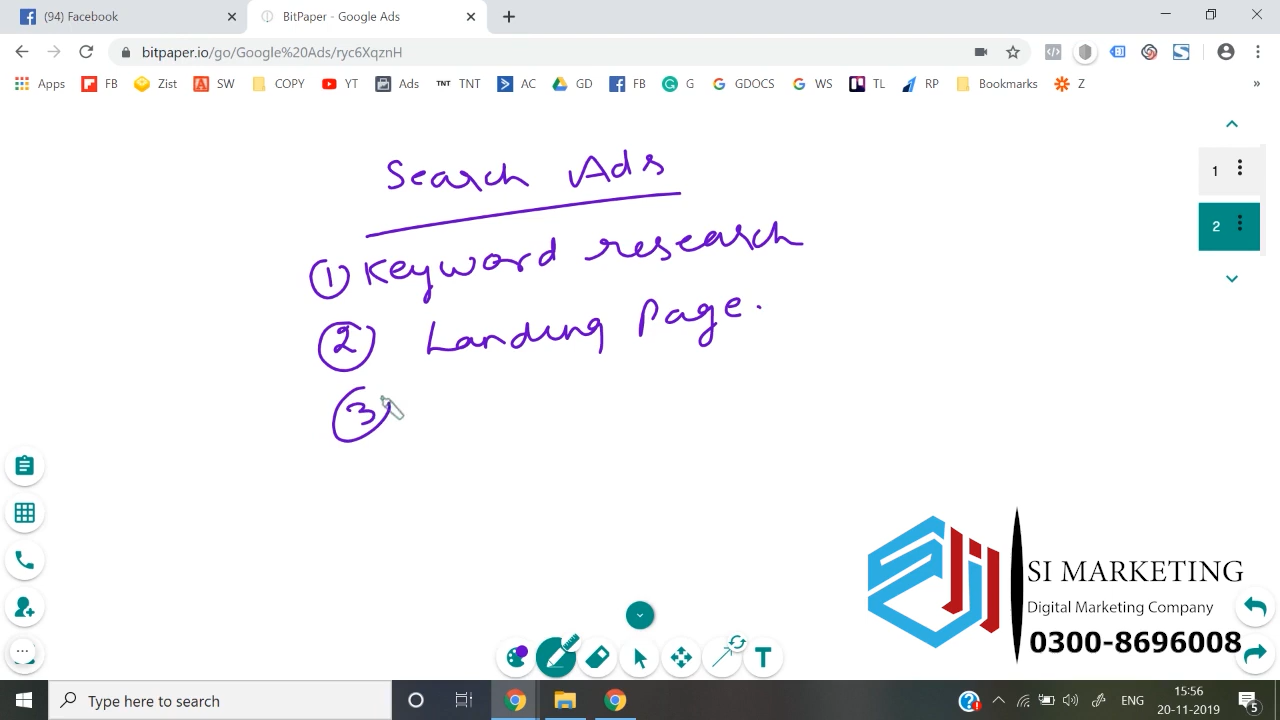 (94) Facebook
BitPaper - Google Ads
bitpaper.io/go/Google%20Ads/ryc6XqznH
Apps FB Zist SW COPY YT Ads TNT TNT AC GD FB G GDOCS WS TL RP Bookmarks Z »
Search Ads
① Keyword research
② Landing Page.
③
1
2
SI MARKETING
Digital Marketing Company
0300-8696008
T
Type here to search
ENG
15:56
20-11-2019
5